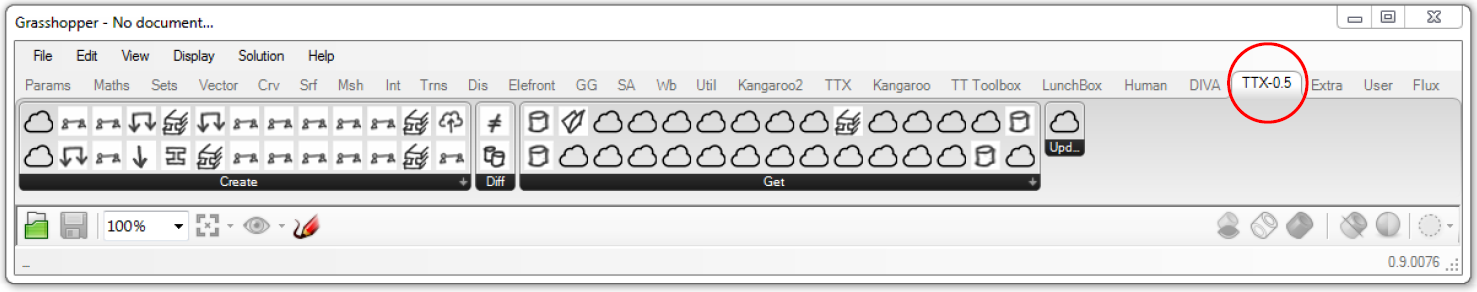 Grasshopper - No document...
File Edit View Display Solution Help
Params Maths Sets Vector Crv Srf Msh Int Trns Dis Elefront GG SA Wb Util Kangaroo2 TTX Kangaroo TT Toolbox LunchBox Human DIVA TTX-0.5 Extra User Flux
Upd...
Create Diff Get
100%
0.9.0076